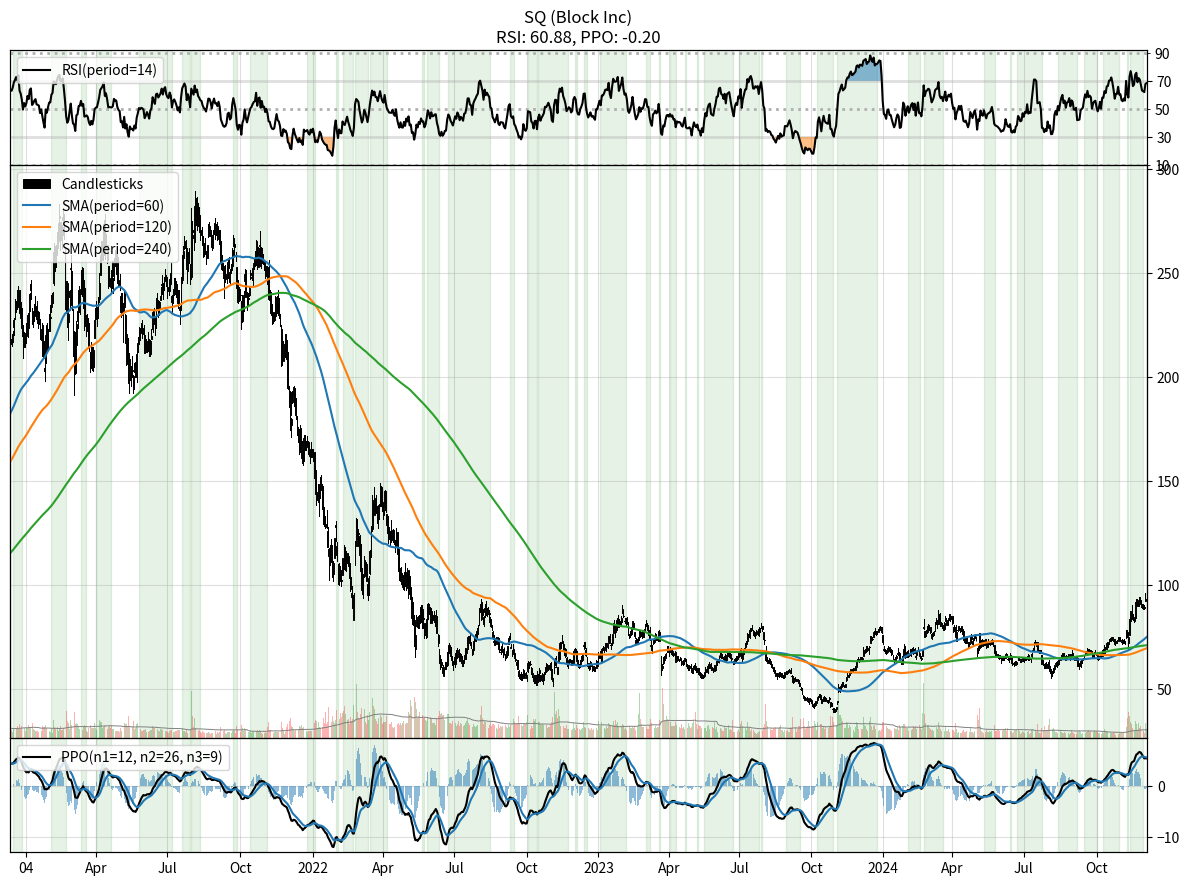 SQ (Block Inc)
RSI: 60.88, PPO: -0.20
RSI(period=14)
90
70
50
30
10
Candlesticks
SMA(period=60)
SMA(period=120)
SMA(period=240)
300
250
200
150
100
50
PPO(n1=12, n2=26, n3=9)
0
−10
04 Apr Jul Oct 2022 Apr Jul Oct 2023 Apr Jul Oct 2024 Apr Jul Oct